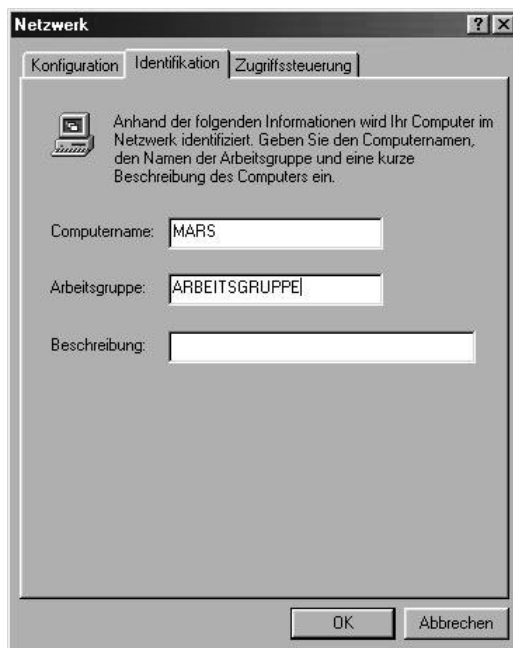 Netzwerk
Konfiguration Identifikation Zugriffssteuerung
Anhand der folgenden Informationen wird Ihr Computer im
Netzwerk identifiziert. Geben Sie den Computernamen,
den Namen der Arbeitsgruppe und eine kurze
Beschreibung des Computers ein.
Computername: MARS
Arbeitsgruppe: ARBEITSGRUPPE
Beschreibung:
OK Abbrechen